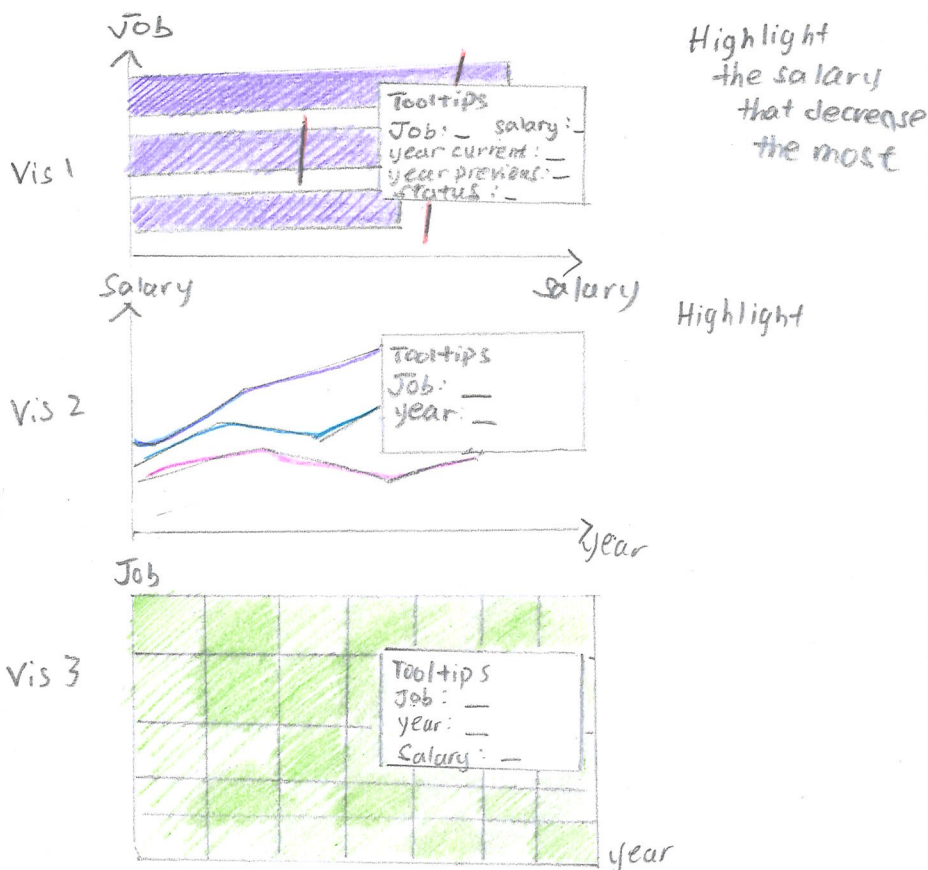 Job
Highlight
the salary
that decrease
the most
Vis 1
Tooltips
Job: _ salary: _
year current: _
year previous: _
status: _
salary
Salary
Highlight
Vis 2
Tooltips
Job: _
year: _
year
Job
Vis 3
Tooltips
Job: _
year: _
Salary: _
year